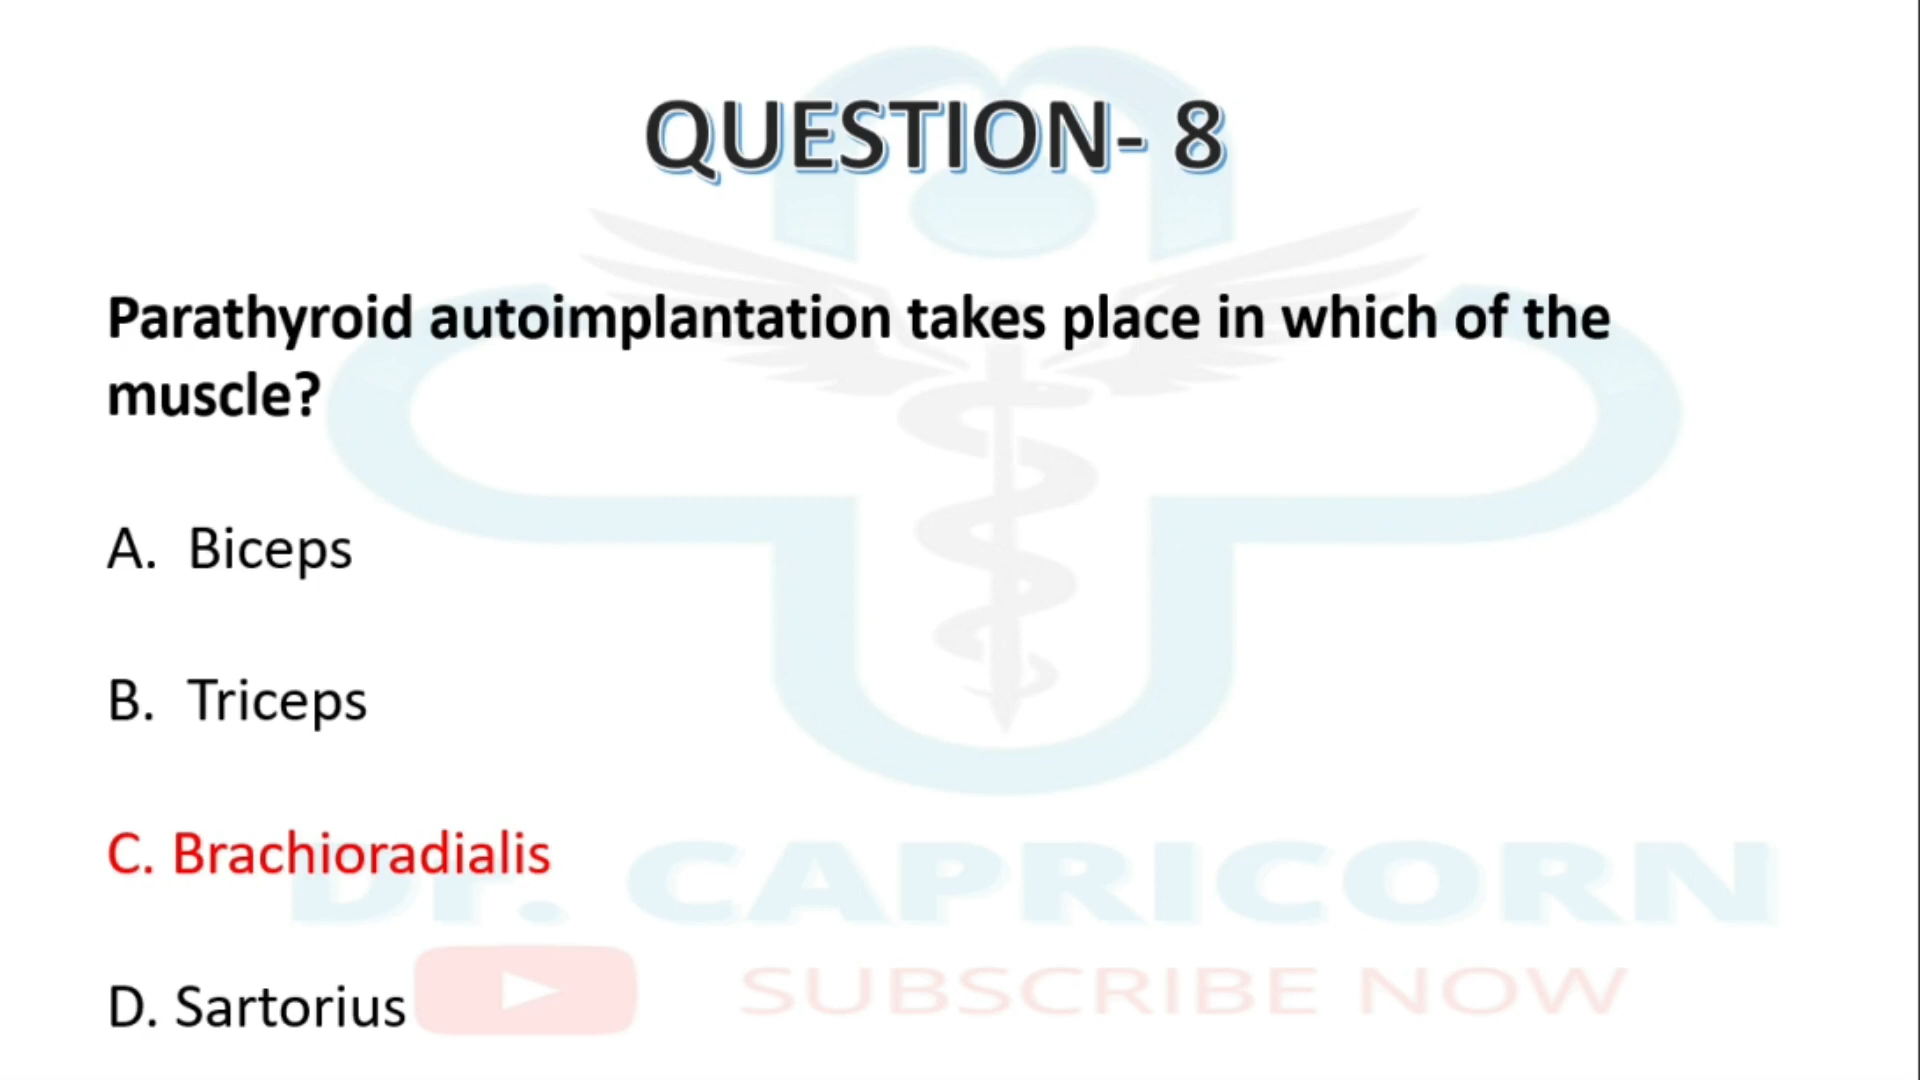 QUESTION- 8
Parathyroid autoimplantation takes place in which of the
muscle?
A. Biceps
B. Triceps
C. Brachioradialis
Dr. CAPRICORN
D. Sartorius
SUBSCRIBE NOW